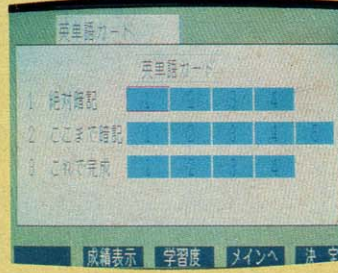 英単語カード
英単語カード
1 絶対暗記 1 2 3 4
2 ここまで暗記 1 2 3 4 5
3 これで完成 1 2 3 4
成績表示 学習度 メインへ 決定